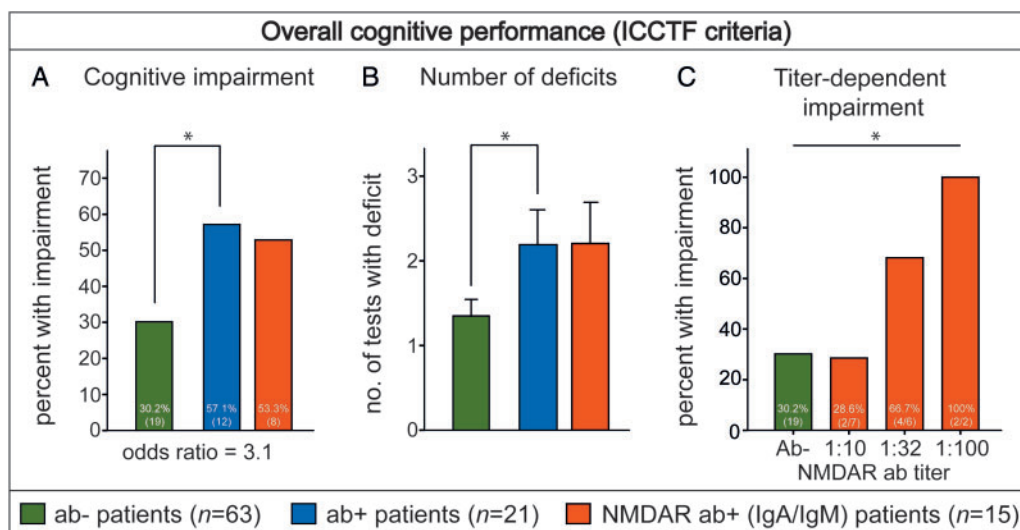 Overall cognitive performance (ICCTF criteria)
A Cognitive impairment
percent with impairment
70
60
50
40
30
20
10
0
*
30.2%
(19)
57.1%
(12)
53.3%
(8)
odds ratio = 3.1
B Number of deficits
no. of tests with deficit
3
2
1
0
*
C Titer-dependent
impairment
percent with impairment
100
80
60
40
20
0
*
30.2%
(19)
28.6%
(2/7)
66.7%
(4/6)
100%
(2/2)
Ab- 1:10 1:32 1:100
NMDAR ab titer
ab- patients (n=63) ab+ patients (n=21) NMDAR ab+ (IgA/IgM) patients (n=15)